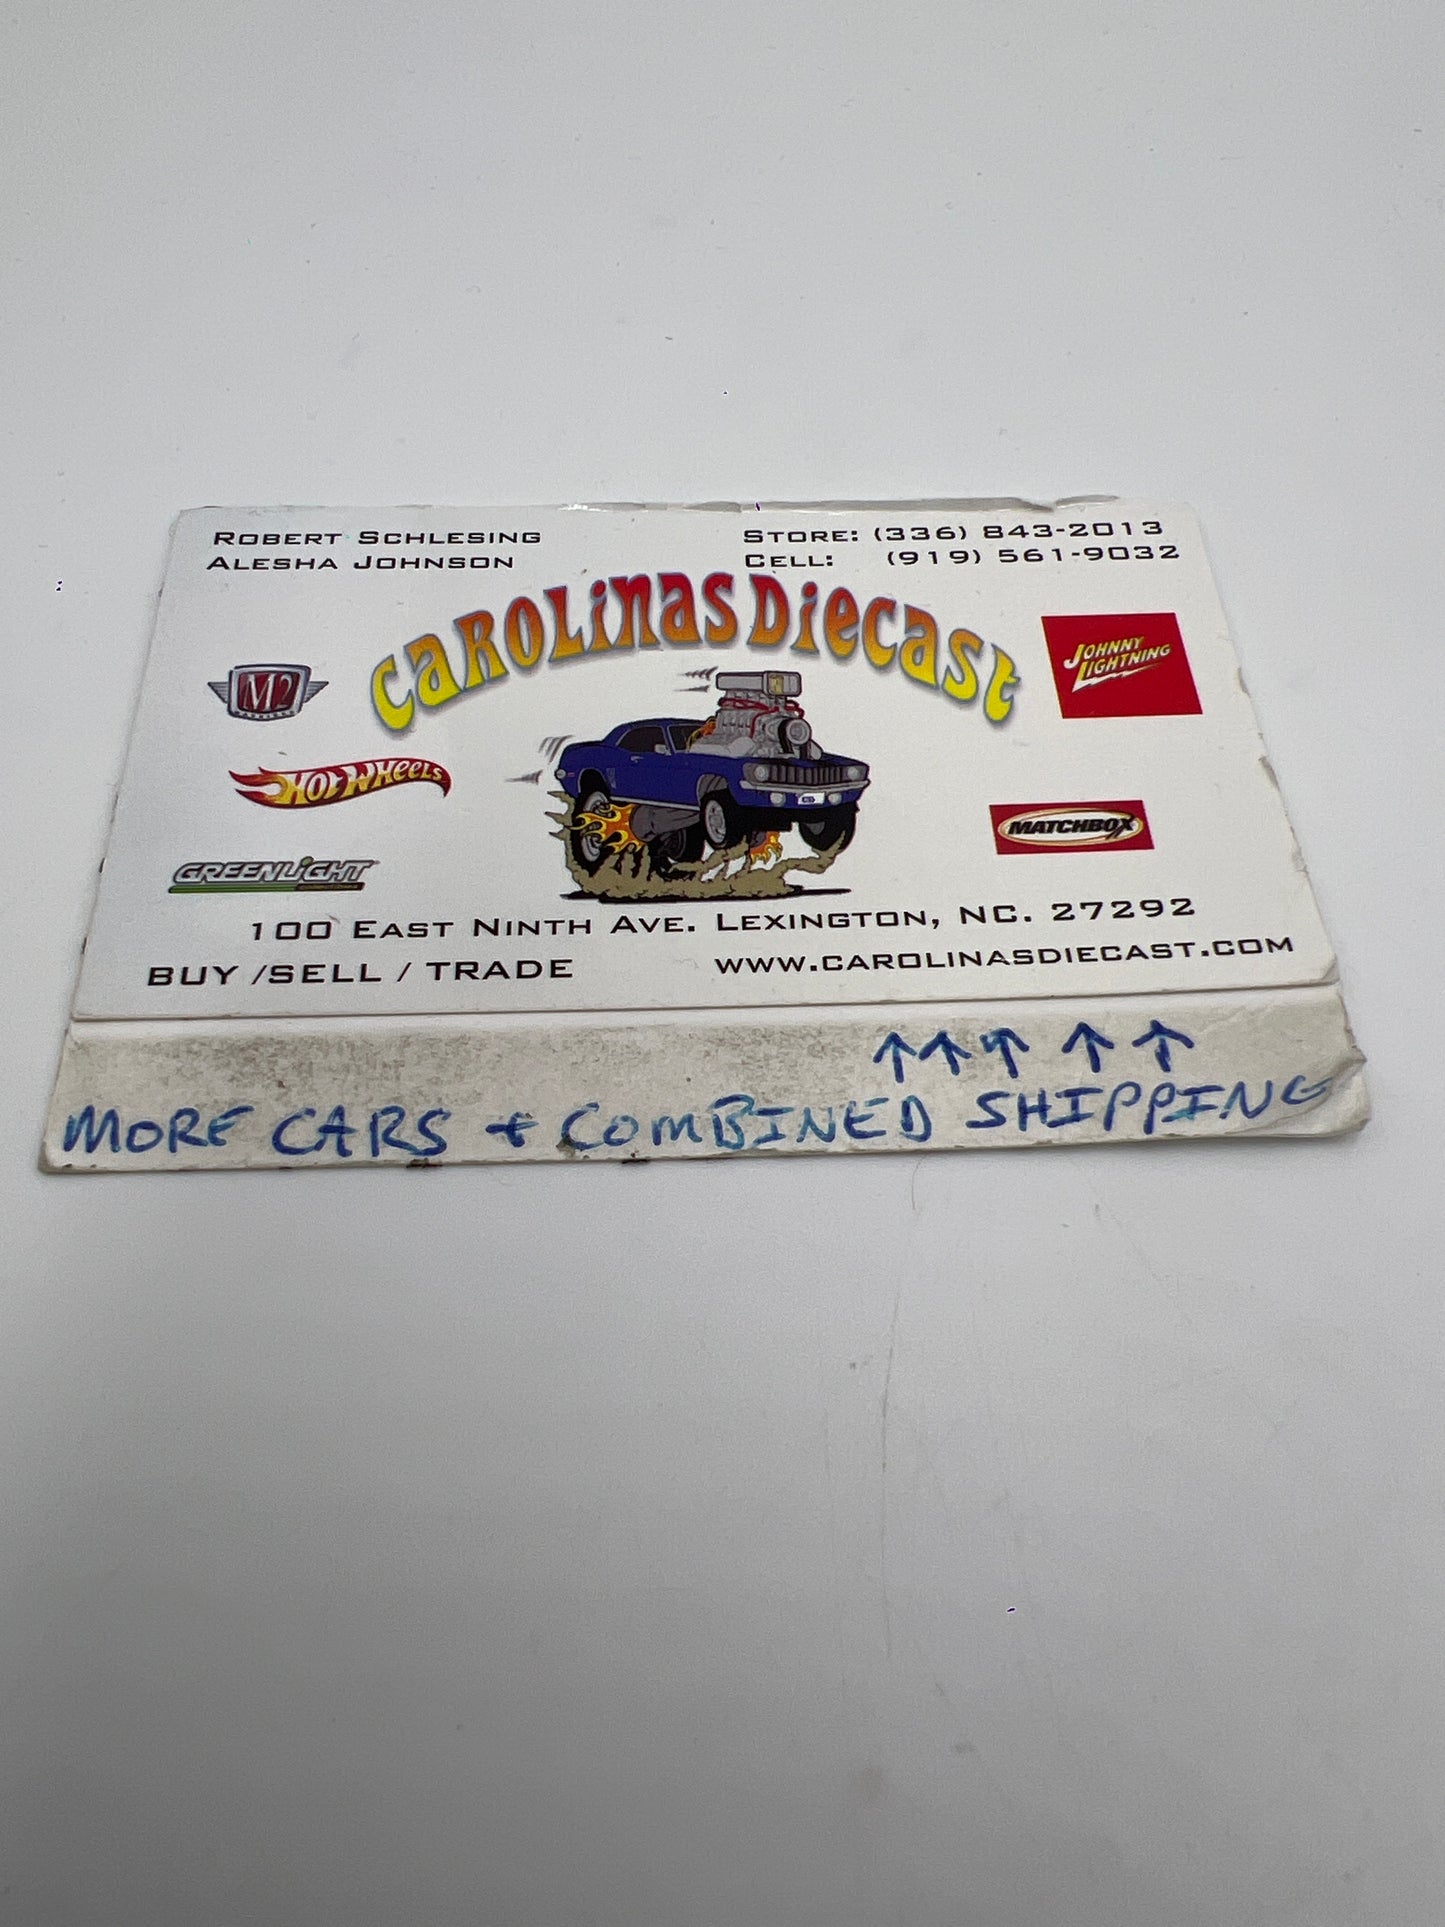 ROBERT SCHLESING
ALESHA JOHNSON
STORE: (336) 843-2013
CELL: (919) 561-9032
CAROLINAS DIECAST
M2
JOHNNY LIGHTNING
HOT WHEELS
MATCHBOX
GREENLIGHT
100 EAST NINTH AVE. LEXINGTON, NC. 27292
BUY /SELL / TRADE
WWW.CAROLINASDIECAST.COM
↑ ↑ ↑ ↑ ↑
MORE CARS + COMBINED SHIPPING